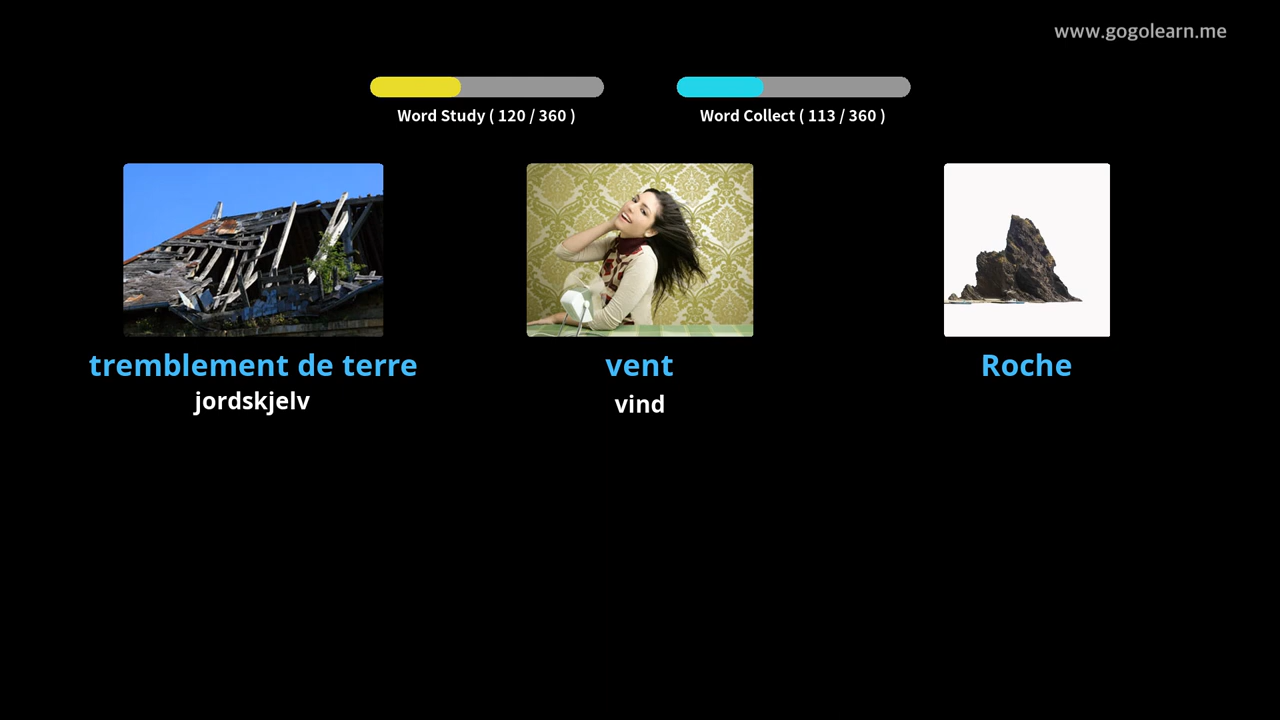 www.gogolearn.me
Word Study ( 120 / 360 )
Word Collect ( 113 / 360 )
tremblement de terre
jordskjelv
vent
vind
Roche